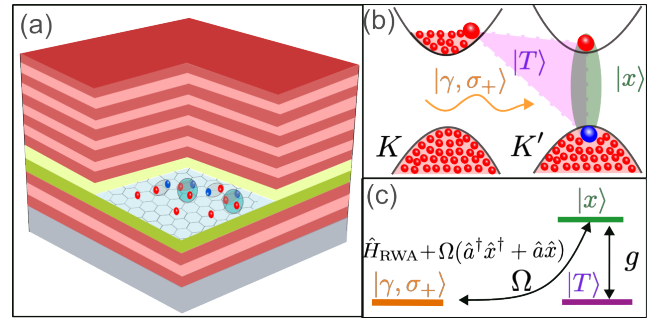 (a)
(b)
|T⟩
|γ, σ₊⟩
|x⟩
K
K′
(c)
|x⟩
Ĥ_RWA + Ω(â†x̂† + âx̂)
g
|γ, σ₊⟩
Ω
|T⟩